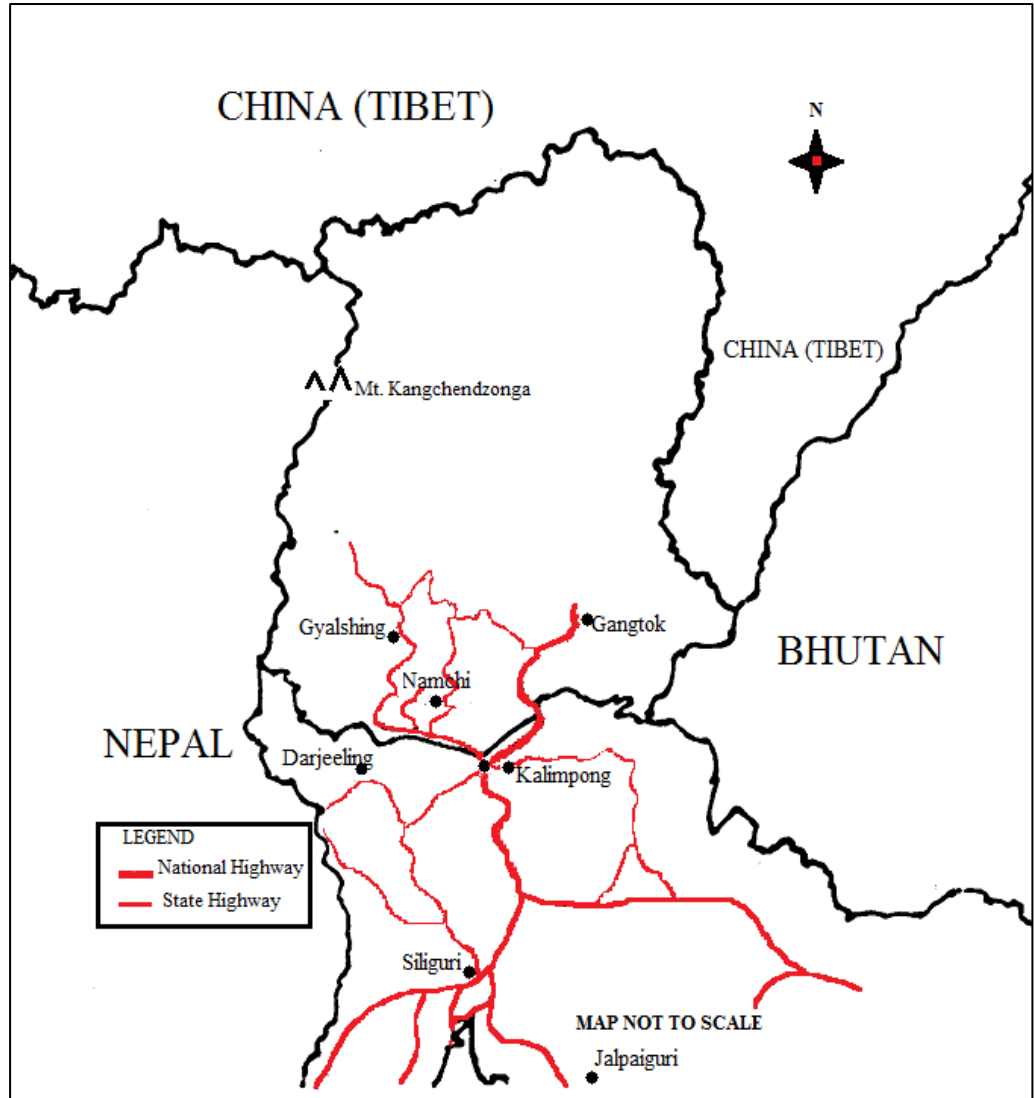 CHINA (TIBET)
N
CHINA (TIBET)
Mt. Kangchendzonga
Gyalshing
Gangtok
BHUTAN
Namchi
NEPAL
Darjeeling
Kalimpong
LEGEND
National Highway
State Highway
Siliguri
MAP NOT TO SCALE
Jalpaiguri